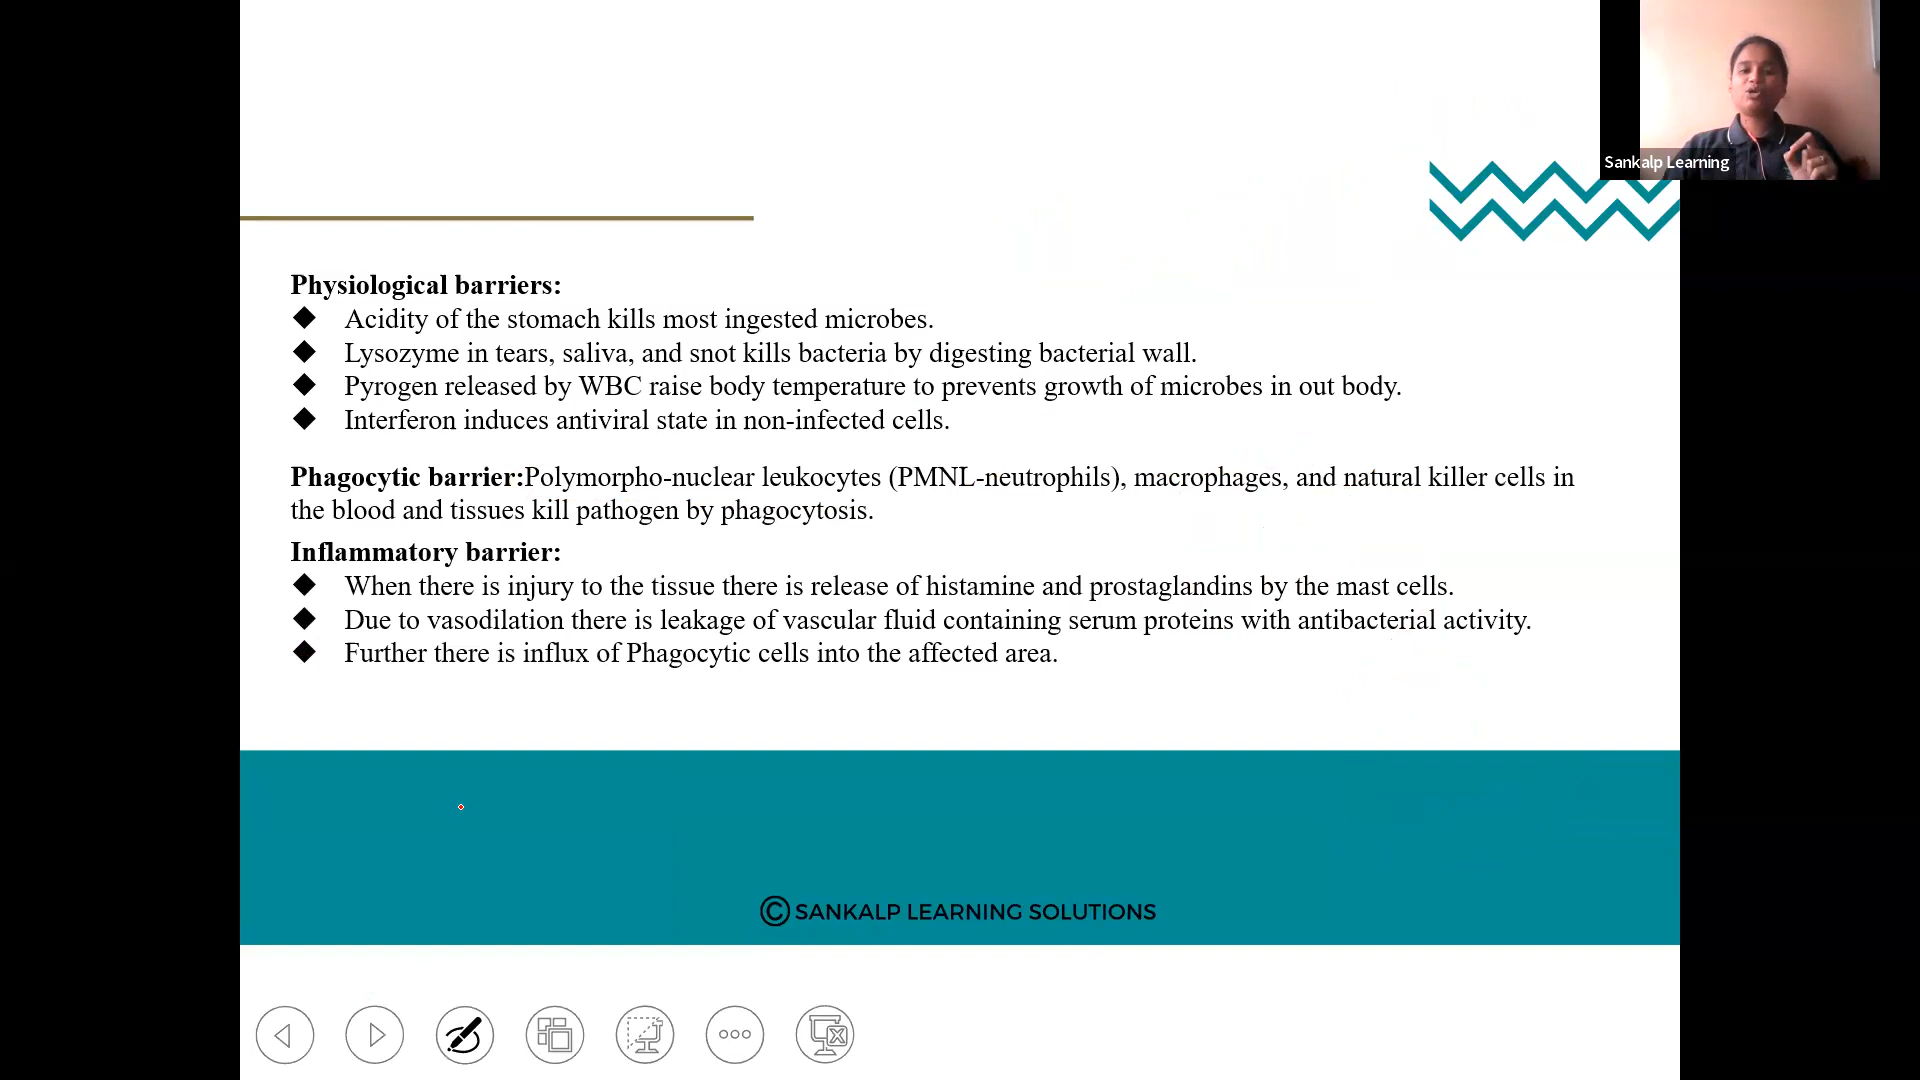 Sankalp Learning
Physiological barriers:
◆ Acidity of the stomach kills most ingested microbes.
◆ Lysozyme in tears, saliva, and snot kills bacteria by digesting bacterial wall.
◆ Pyrogen released by WBC raise body temperature to prevents growth of microbes in out body.
◆ Interferon induces antiviral state in non-infected cells.
Phagocytic barrier:Polymorpho-nuclear leukocytes (PMNL-neutrophils), macrophages, and natural killer cells in
the blood and tissues kill pathogen by phagocytosis.
Inflammatory barrier:
◆ When there is injury to the tissue there is release of histamine and prostaglandins by the mast cells.
◆ Due to vasodilation there is leakage of vascular fluid containing serum proteins with antibacterial activity.
◆ Further there is influx of Phagocytic cells into the affected area.
© SANKALP LEARNING SOLUTIONS